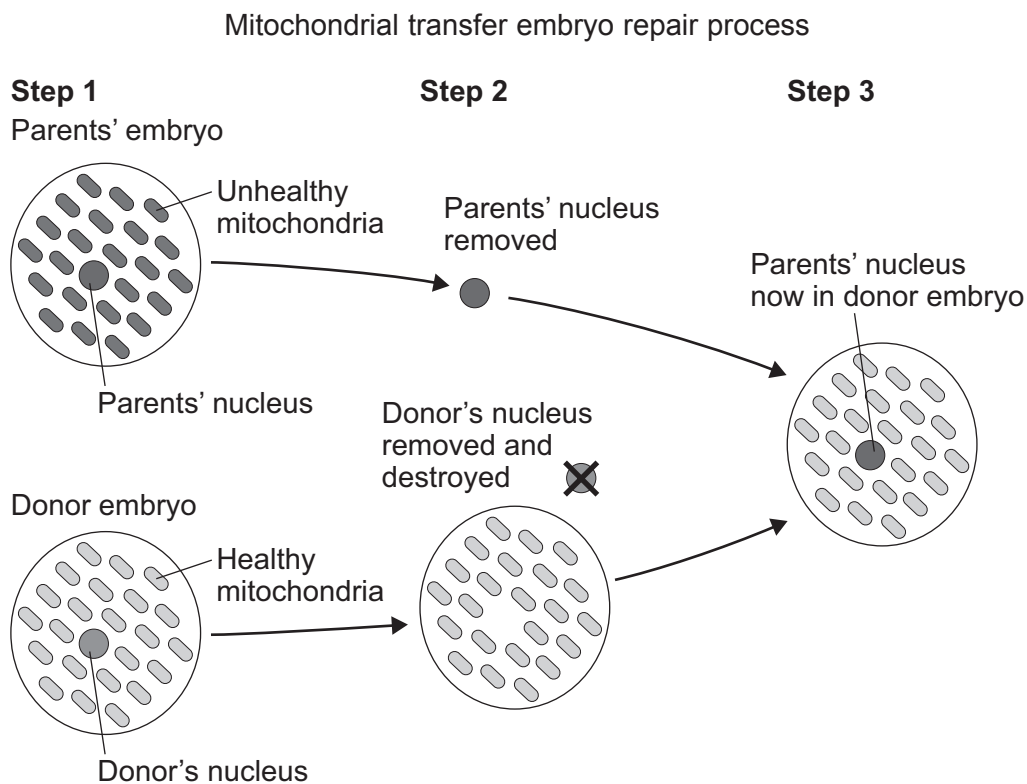 Mitochondrial transfer embryo repair process
Step 1
Parents’ embryo
Unhealthy
mitochondria
Parents’ nucleus
Donor embryo
Healthy
mitochondria
Donor’s nucleus
Step 2
Parents’ nucleus
removed
Donor’s nucleus
removed and
destroyed
Step 3
Parents’ nucleus
now in donor embryo